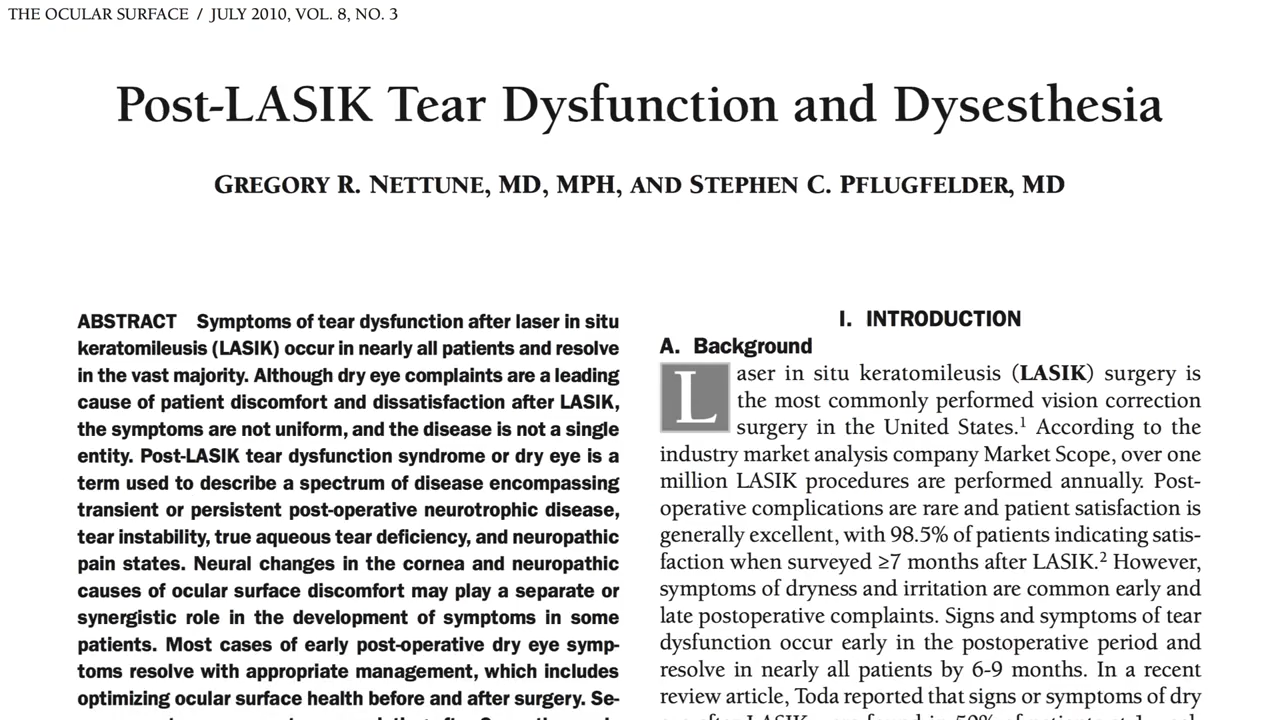 THE OCULAR SURFACE / JULY 2010, VOL. 8, NO. 3
Post-LASIK Tear Dysfunction and Dysesthesia
GREGORY R. NETTUNE, MD, MPH, AND STEPHEN C. PFLUGFELDER, MD
ABSTRACT Symptoms of tear dysfunction after laser in situ
keratomileusis (LASIK) occur in nearly all patients and resolve
in the vast majority. Although dry eye complaints are a leading
cause of patient discomfort and dissatisfaction after LASIK,
the symptoms are not uniform, and the disease is not a single
entity. Post-LASIK tear dysfunction syndrome or dry eye is a
term used to describe a spectrum of disease encompassing
transient or persistent post-operative neurotrophic disease,
tear instability, true aqueous tear deficiency, and neuropathic
pain states. Neural changes in the cornea and neuropathic
causes of ocular surface discomfort may play a separate or
synergistic role in the development of symptoms in some
patients. Most cases of early post-operative dry eye symp-
toms resolve with appropriate management, which includes
optimizing ocular surface health before and after surgery. Se-
I. INTRODUCTION
A. Background
Laser in situ keratomileusis (LASIK) surgery is
the most commonly performed vision correction
surgery in the United States.1 According to the
industry market analysis company Market Scope, over one
million LASIK procedures are performed annually. Post-
operative complications are rare and patient satisfaction is
generally excellent, with 98.5% of patients indicating satis-
faction when surveyed ≥7 months after LASIK.2 However,
symptoms of dryness and irritation are common early and
late postoperative complaints. Signs and symptoms of tear
dysfunction occur early in the postoperative period and
resolve in nearly all patients by 6-9 months. In a recent
review article, Toda reported that signs or symptoms of dry